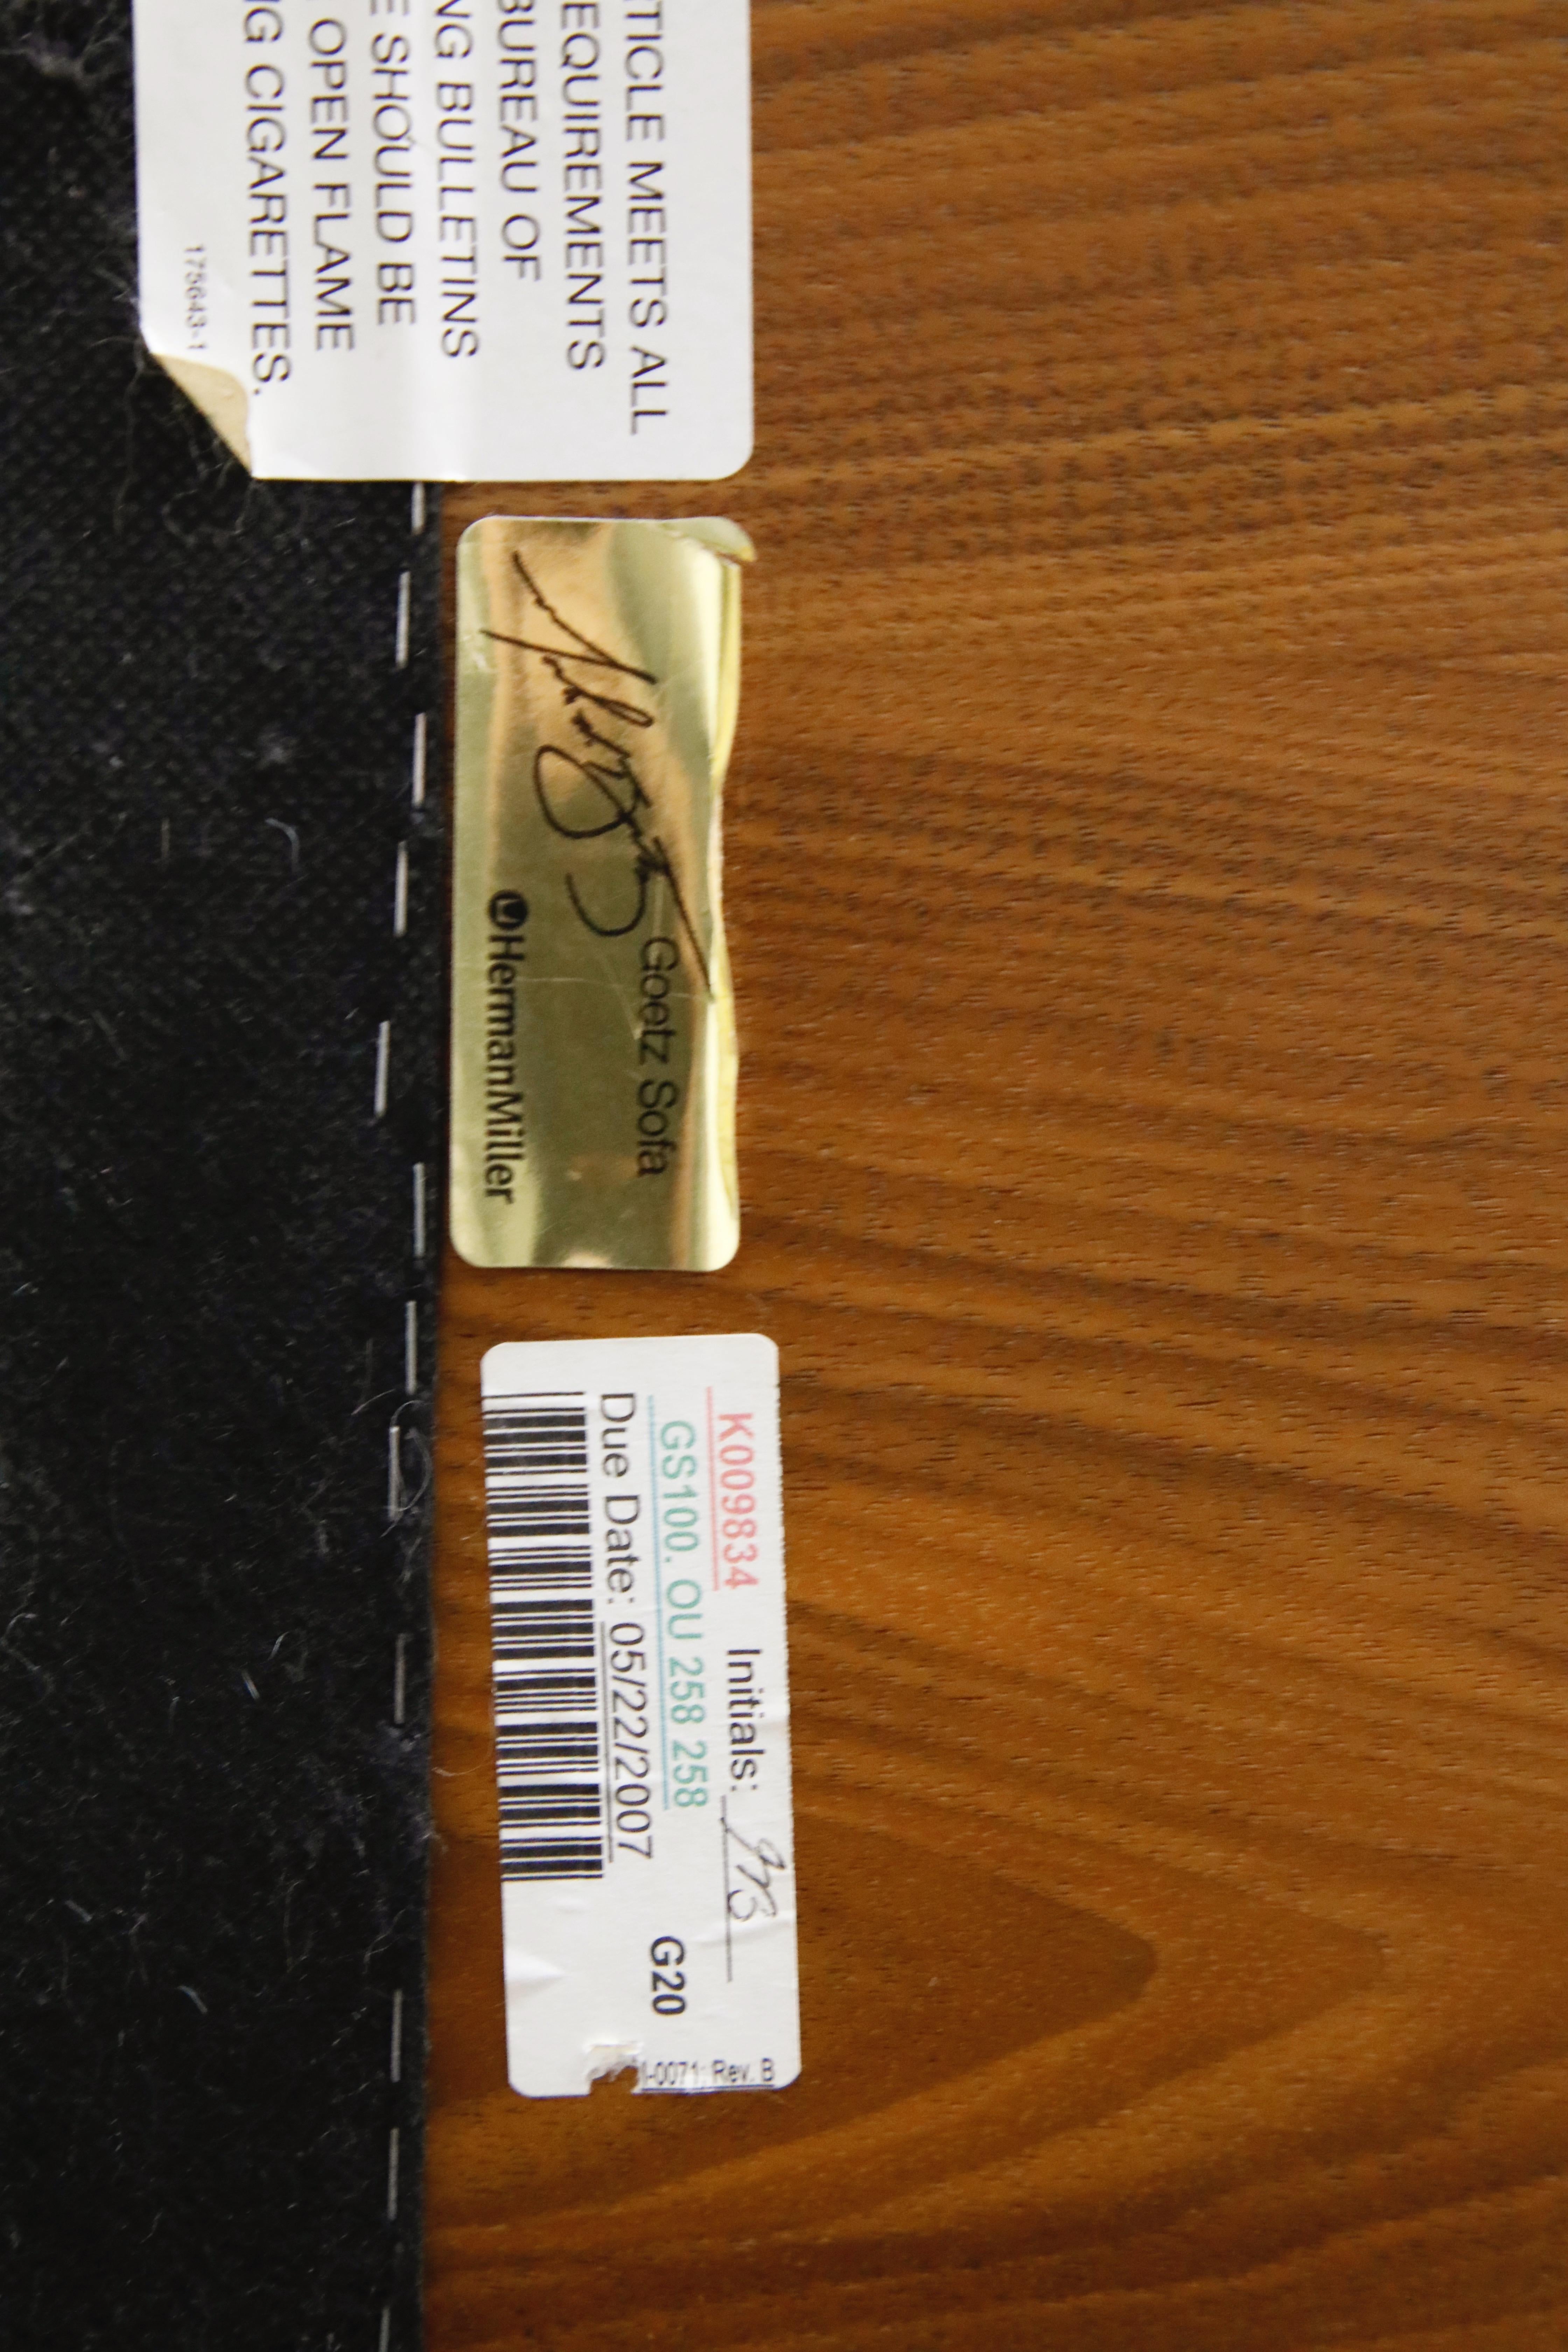 TICLE MEETS ALL
EQUIREMENTS
BUREAU OF
NG BULLETINS
E SHOULD BE
OPEN FLAME
G CIGARETTES.
175643-1
Goetz Sofa
HermanMiller
K009834 Initials:
GS100. OU 258 258
Due Date: 05/22/2007 G20
-0071; Rev. B